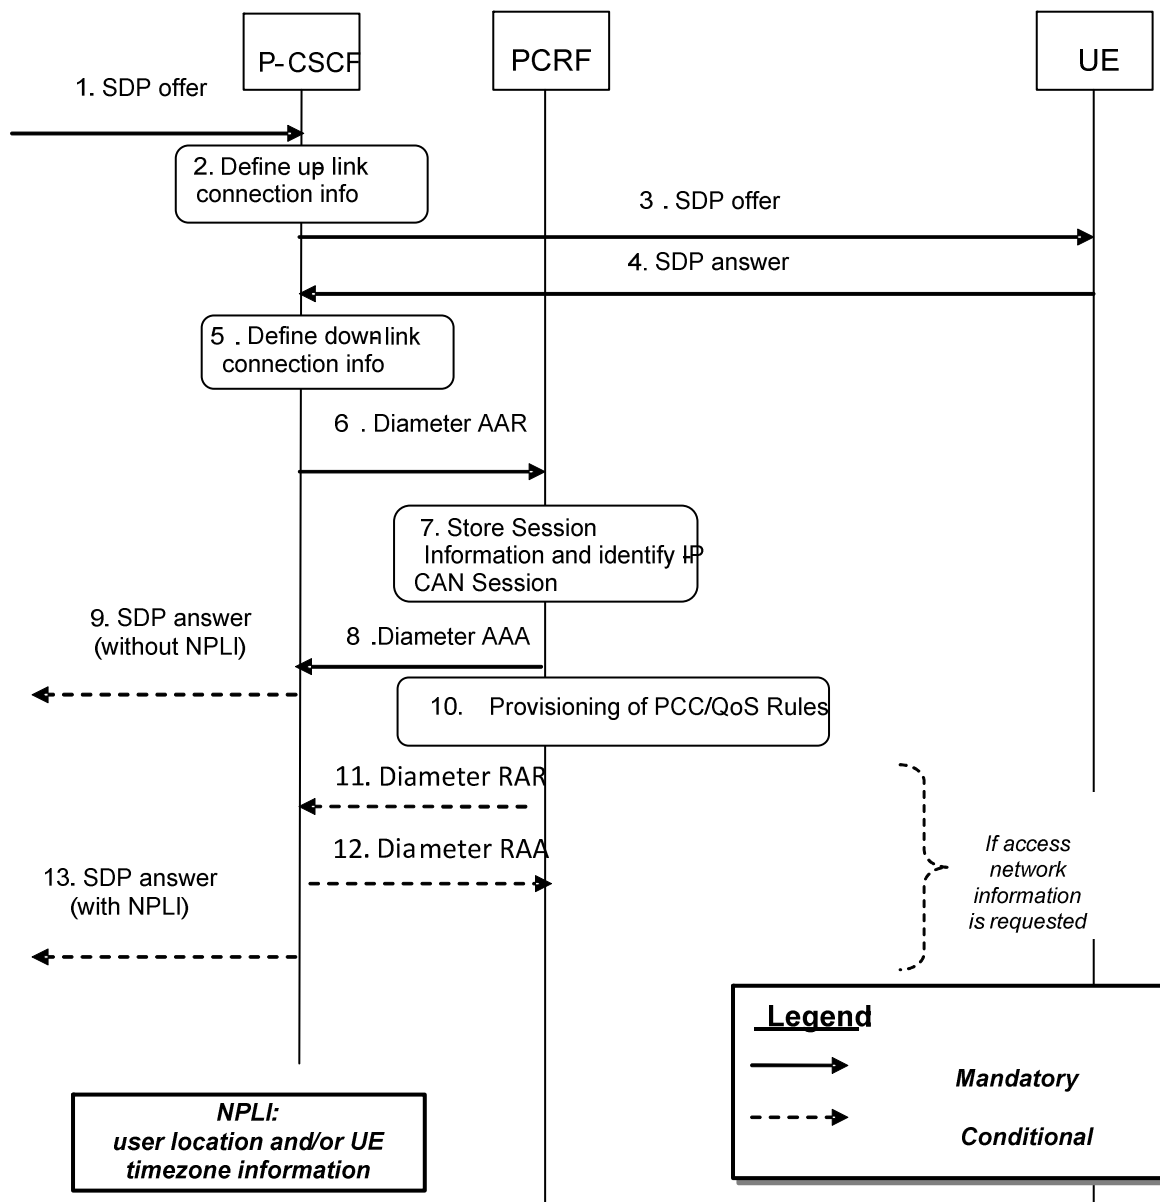 P-CSCF
PCRF
UE
1. SDP offer
2. Define up-link
connection info
3 . SDP offer
4. SDP answer
5 . Define down-link
connection info
6 . Diameter AAR
7. Store Session
Information and identify IP-
CAN Session
9. SDP answer
(without NPLI)
8 .Diameter AAA
10. Provisioning of PCC/QoS Rules
11. Diameter RAR
12. Diameter RAA
13. SDP answer
(with NPLI)
If access
network
information
is requested
Legend:
Mandatory
Conditional
NPLI:
user location and/or UE
timezone information